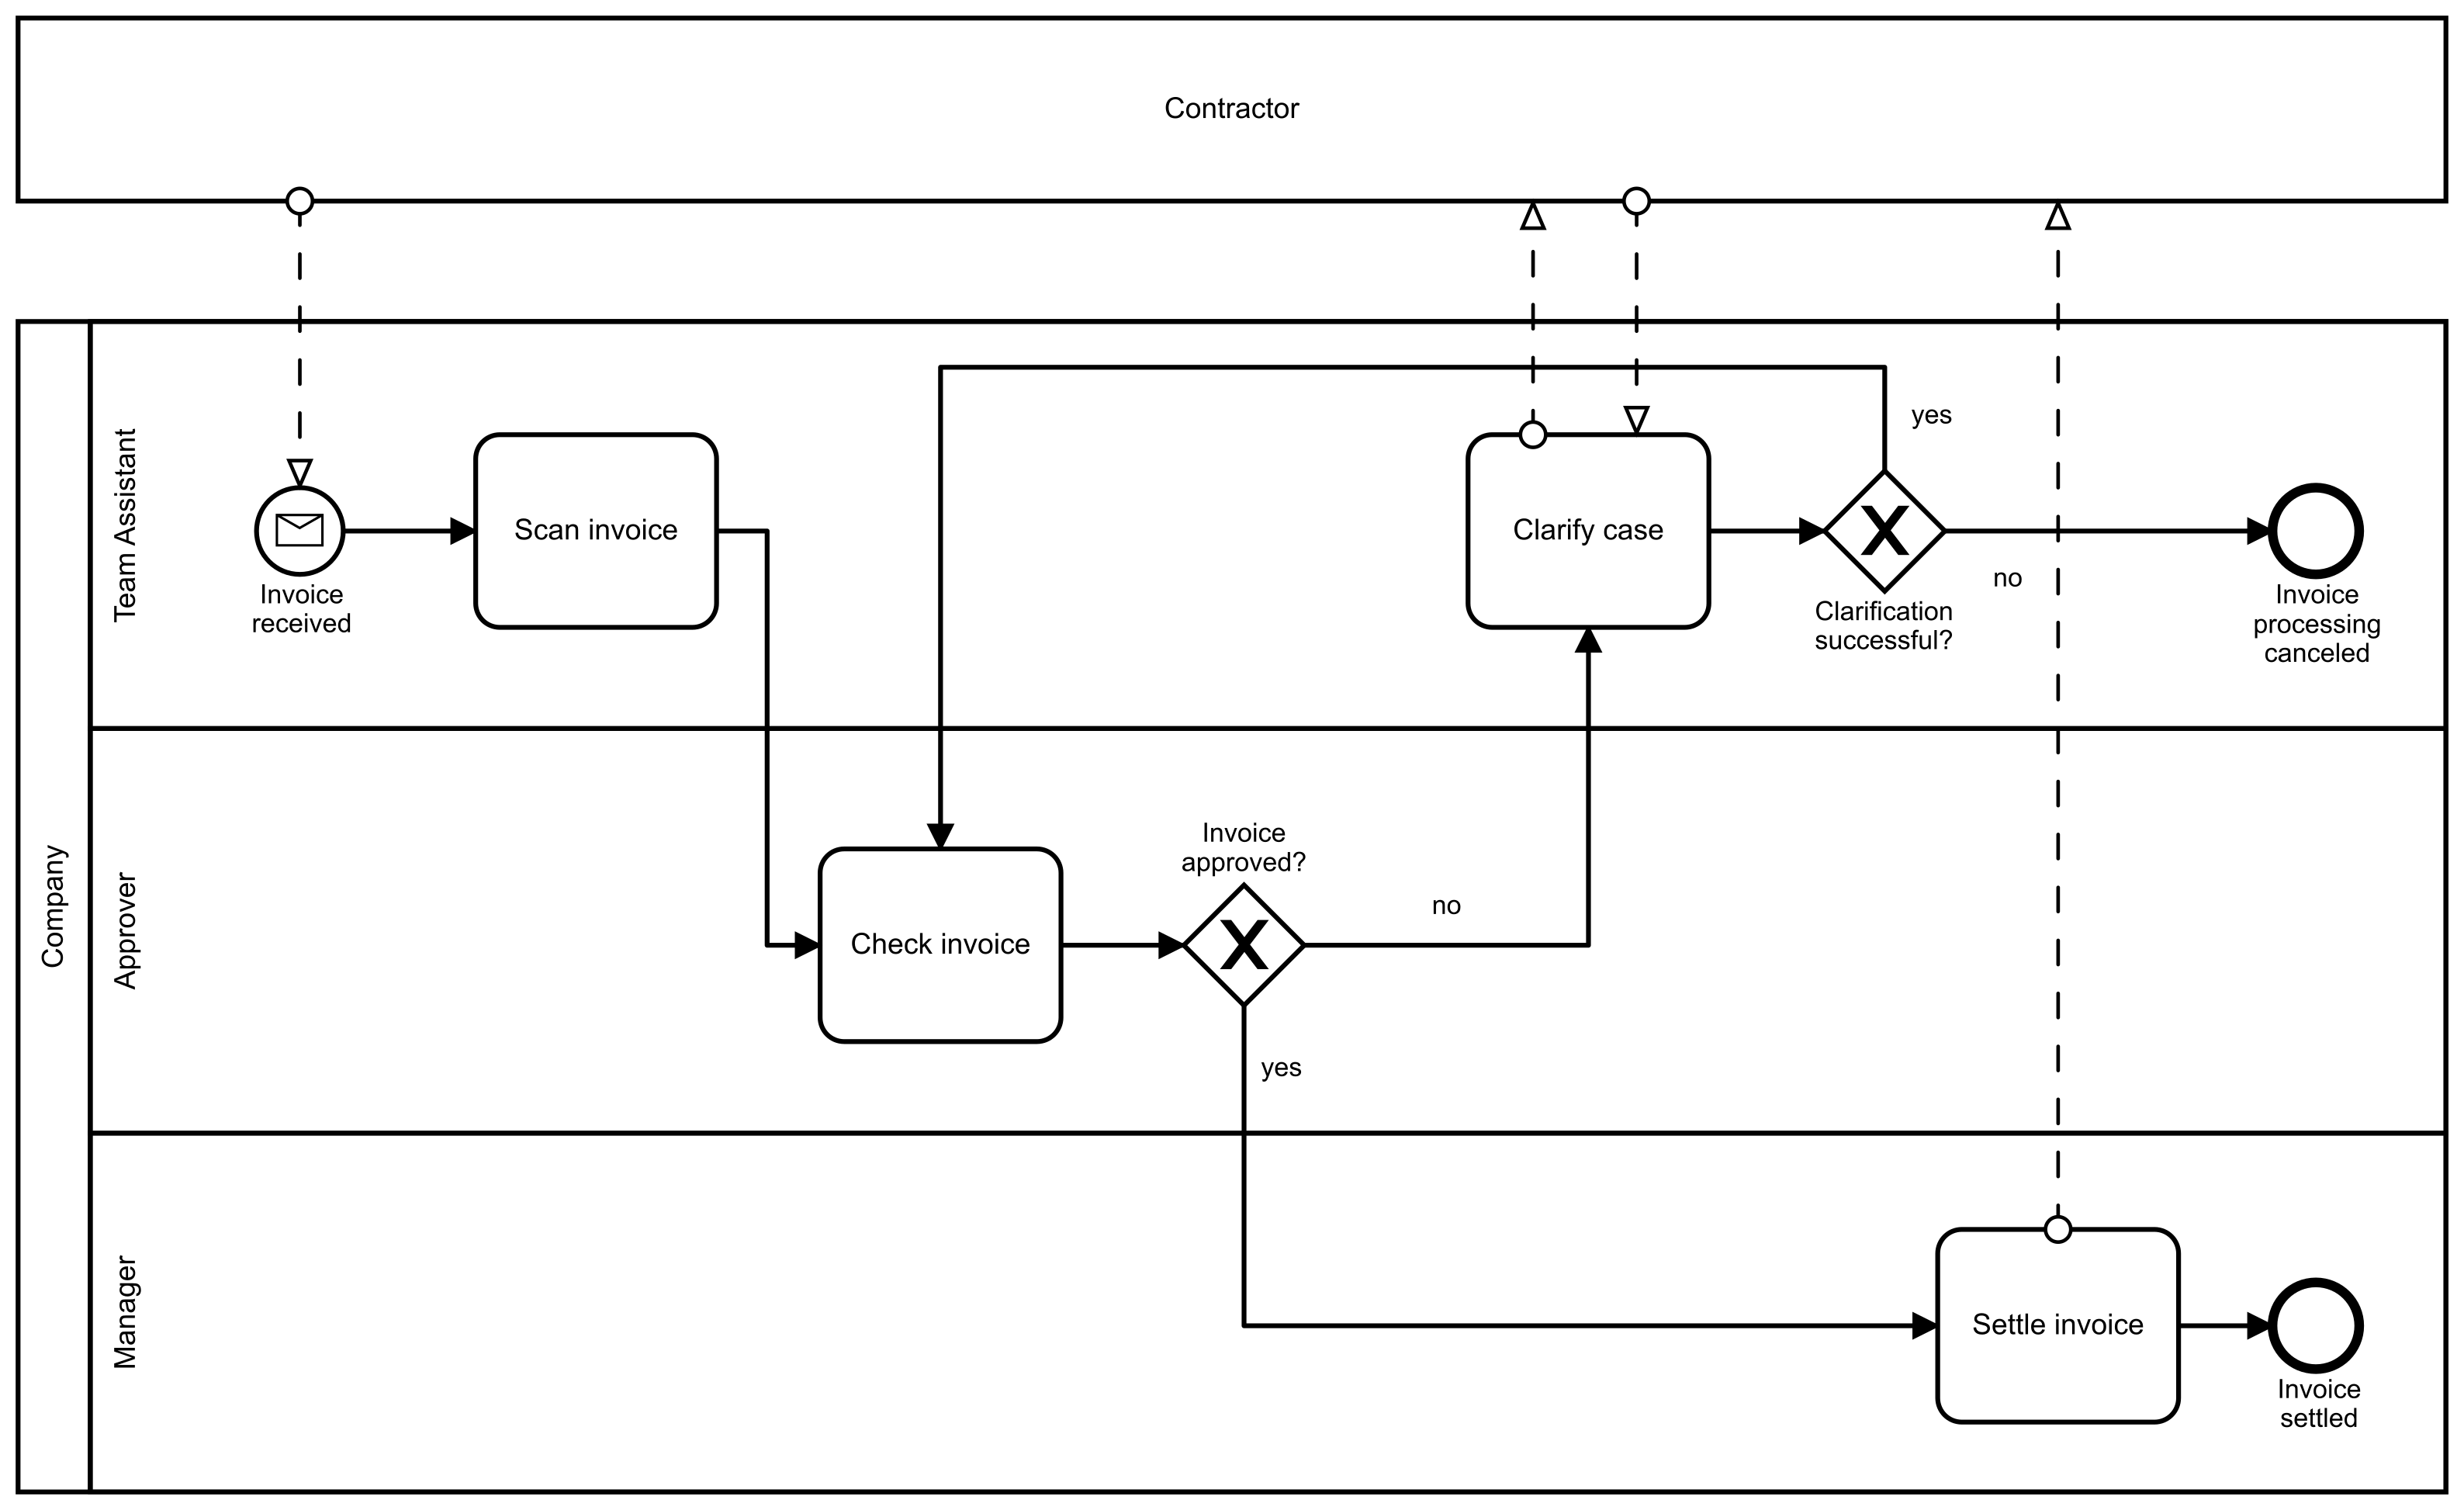 Contractor
Company
Team Assistant
Invoice
received
Scan invoice
Clarify case
yes
Clarification
successful?
no
Invoice
processing
canceled
Approver
Check invoice
Invoice
approved?
no
yes
Manager
Settle invoice
Invoice
settled